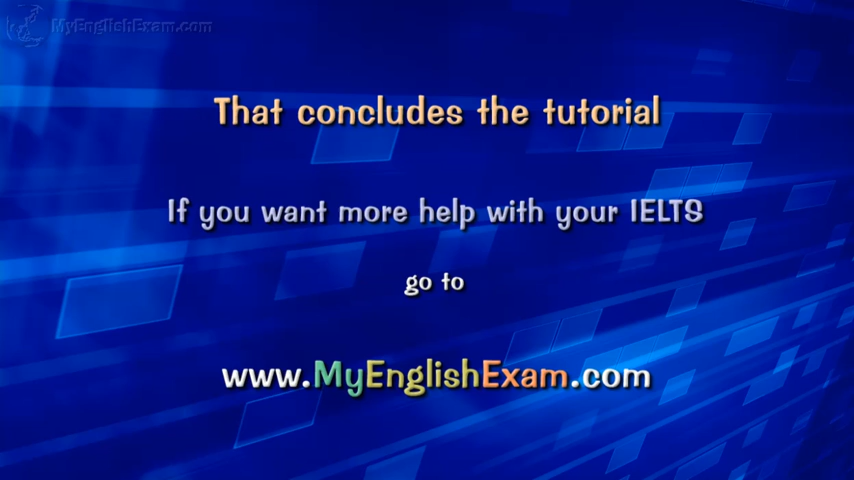 MyEnglishExam.com
That concludes the tutorial
If you want more help with your IELTS
go to
www.MyEnglishExam.com